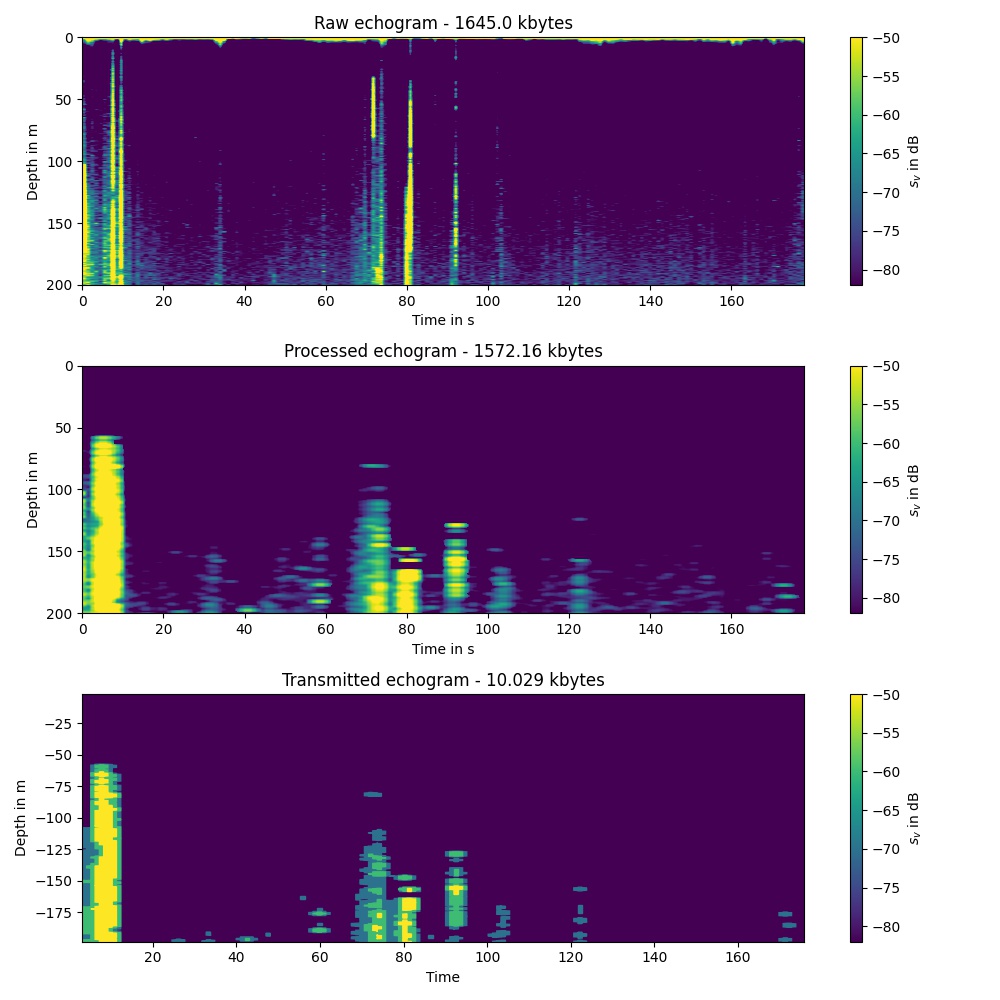 Raw echogram - 1645.0 kbytes
0
50
100
150
200
Depth in m
0 20 40 60 80 100 120 140 160
Time in s
−50
−55
−60
−65
−70
−75
−80
sv in dB
Processed echogram - 1572.16 kbytes
0
50
100
150
200
Depth in m
0 20 40 60 80 100 120 140 160
Time in s
−50
−55
−60
−65
−70
−75
−80
sv in dB
Transmitted echogram - 10.029 kbytes
−25
−50
−75
−100
−125
−150
−175
Depth in m
20 40 60 80 100 120 140 160
Time
−50
−55
−60
−65
−70
−75
−80
sv in dB